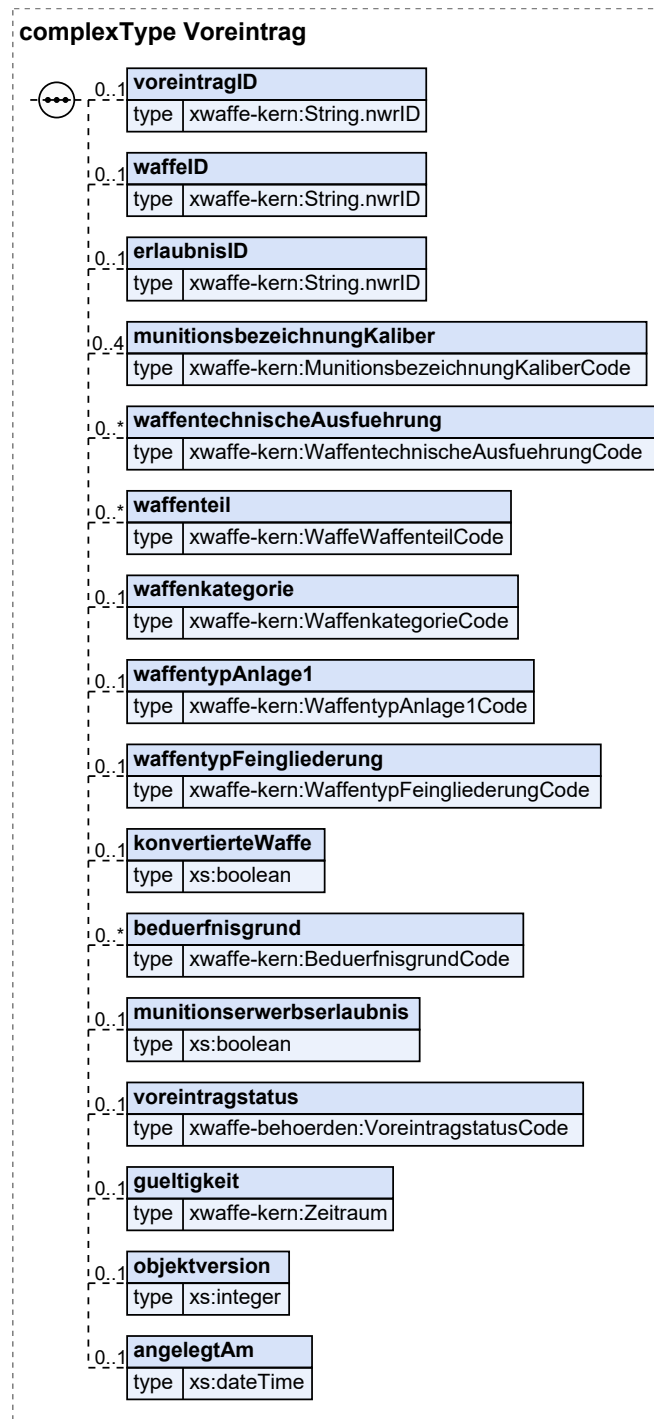 complexType Voreintrag
0..1 voreintragID
type xwaffe-kern:String.nwrID
0..1 waffeID
type xwaffe-kern:String.nwrID
0..1 erlaubnisID
type xwaffe-kern:String.nwrID
0..4 munitionsbezeichnungKaliber
type xwaffe-kern:MunitionsbezeichnungKaliberCode
0..* waffentechnischeAusfuehrung
type xwaffe-kern:WaffentechnischeAusfuehrungCode
0..* waffenteil
type xwaffe-kern:WaffeWaffenteilCode
0..1 waffenkategorie
type xwaffe-kern:WaffenkategorieCode
0..1 waffentypAnlage1
type xwaffe-kern:WaffentypAnlage1Code
0..1 waffentypFeingliederung
type xwaffe-kern:WaffentypFeingliederungCode
0..1 konvertierteWaffe
type xs:boolean
0..* beduerfnisgrund
type xwaffe-kern:BeduerfnisgrundCode
0..1 munitionserwerbserlaubnis
type xs:boolean
0..1 voreintragstatus
type xwaffe-behoerden:VoreintragstatusCode
0..1 gueltigkeit
type xwaffe-kern:Zeitraum
0..1 objektversion
type xs:integer
0..1 angelegtAm
type xs:dateTime